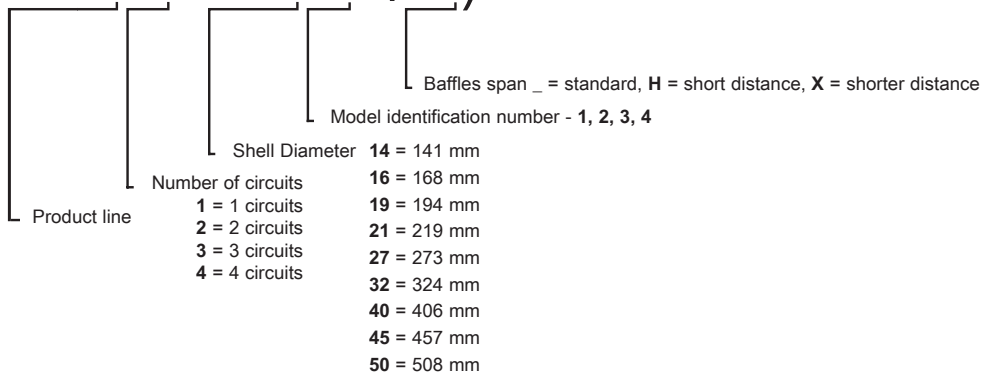 Baffles span _ = standard, H = short distance, X = shorter distance
Model identification number - 1, 2, 3, 4
Shell Diameter 14 = 141 mm
16 = 168 mm
19 = 194 mm
21 = 219 mm
27 = 273 mm
32 = 324 mm
40 = 406 mm
45 = 457 mm
50 = 508 mm
Number of circuits
1 = 1 circuits
2 = 2 circuits
3 = 3 circuits
4 = 4 circuits
Product line